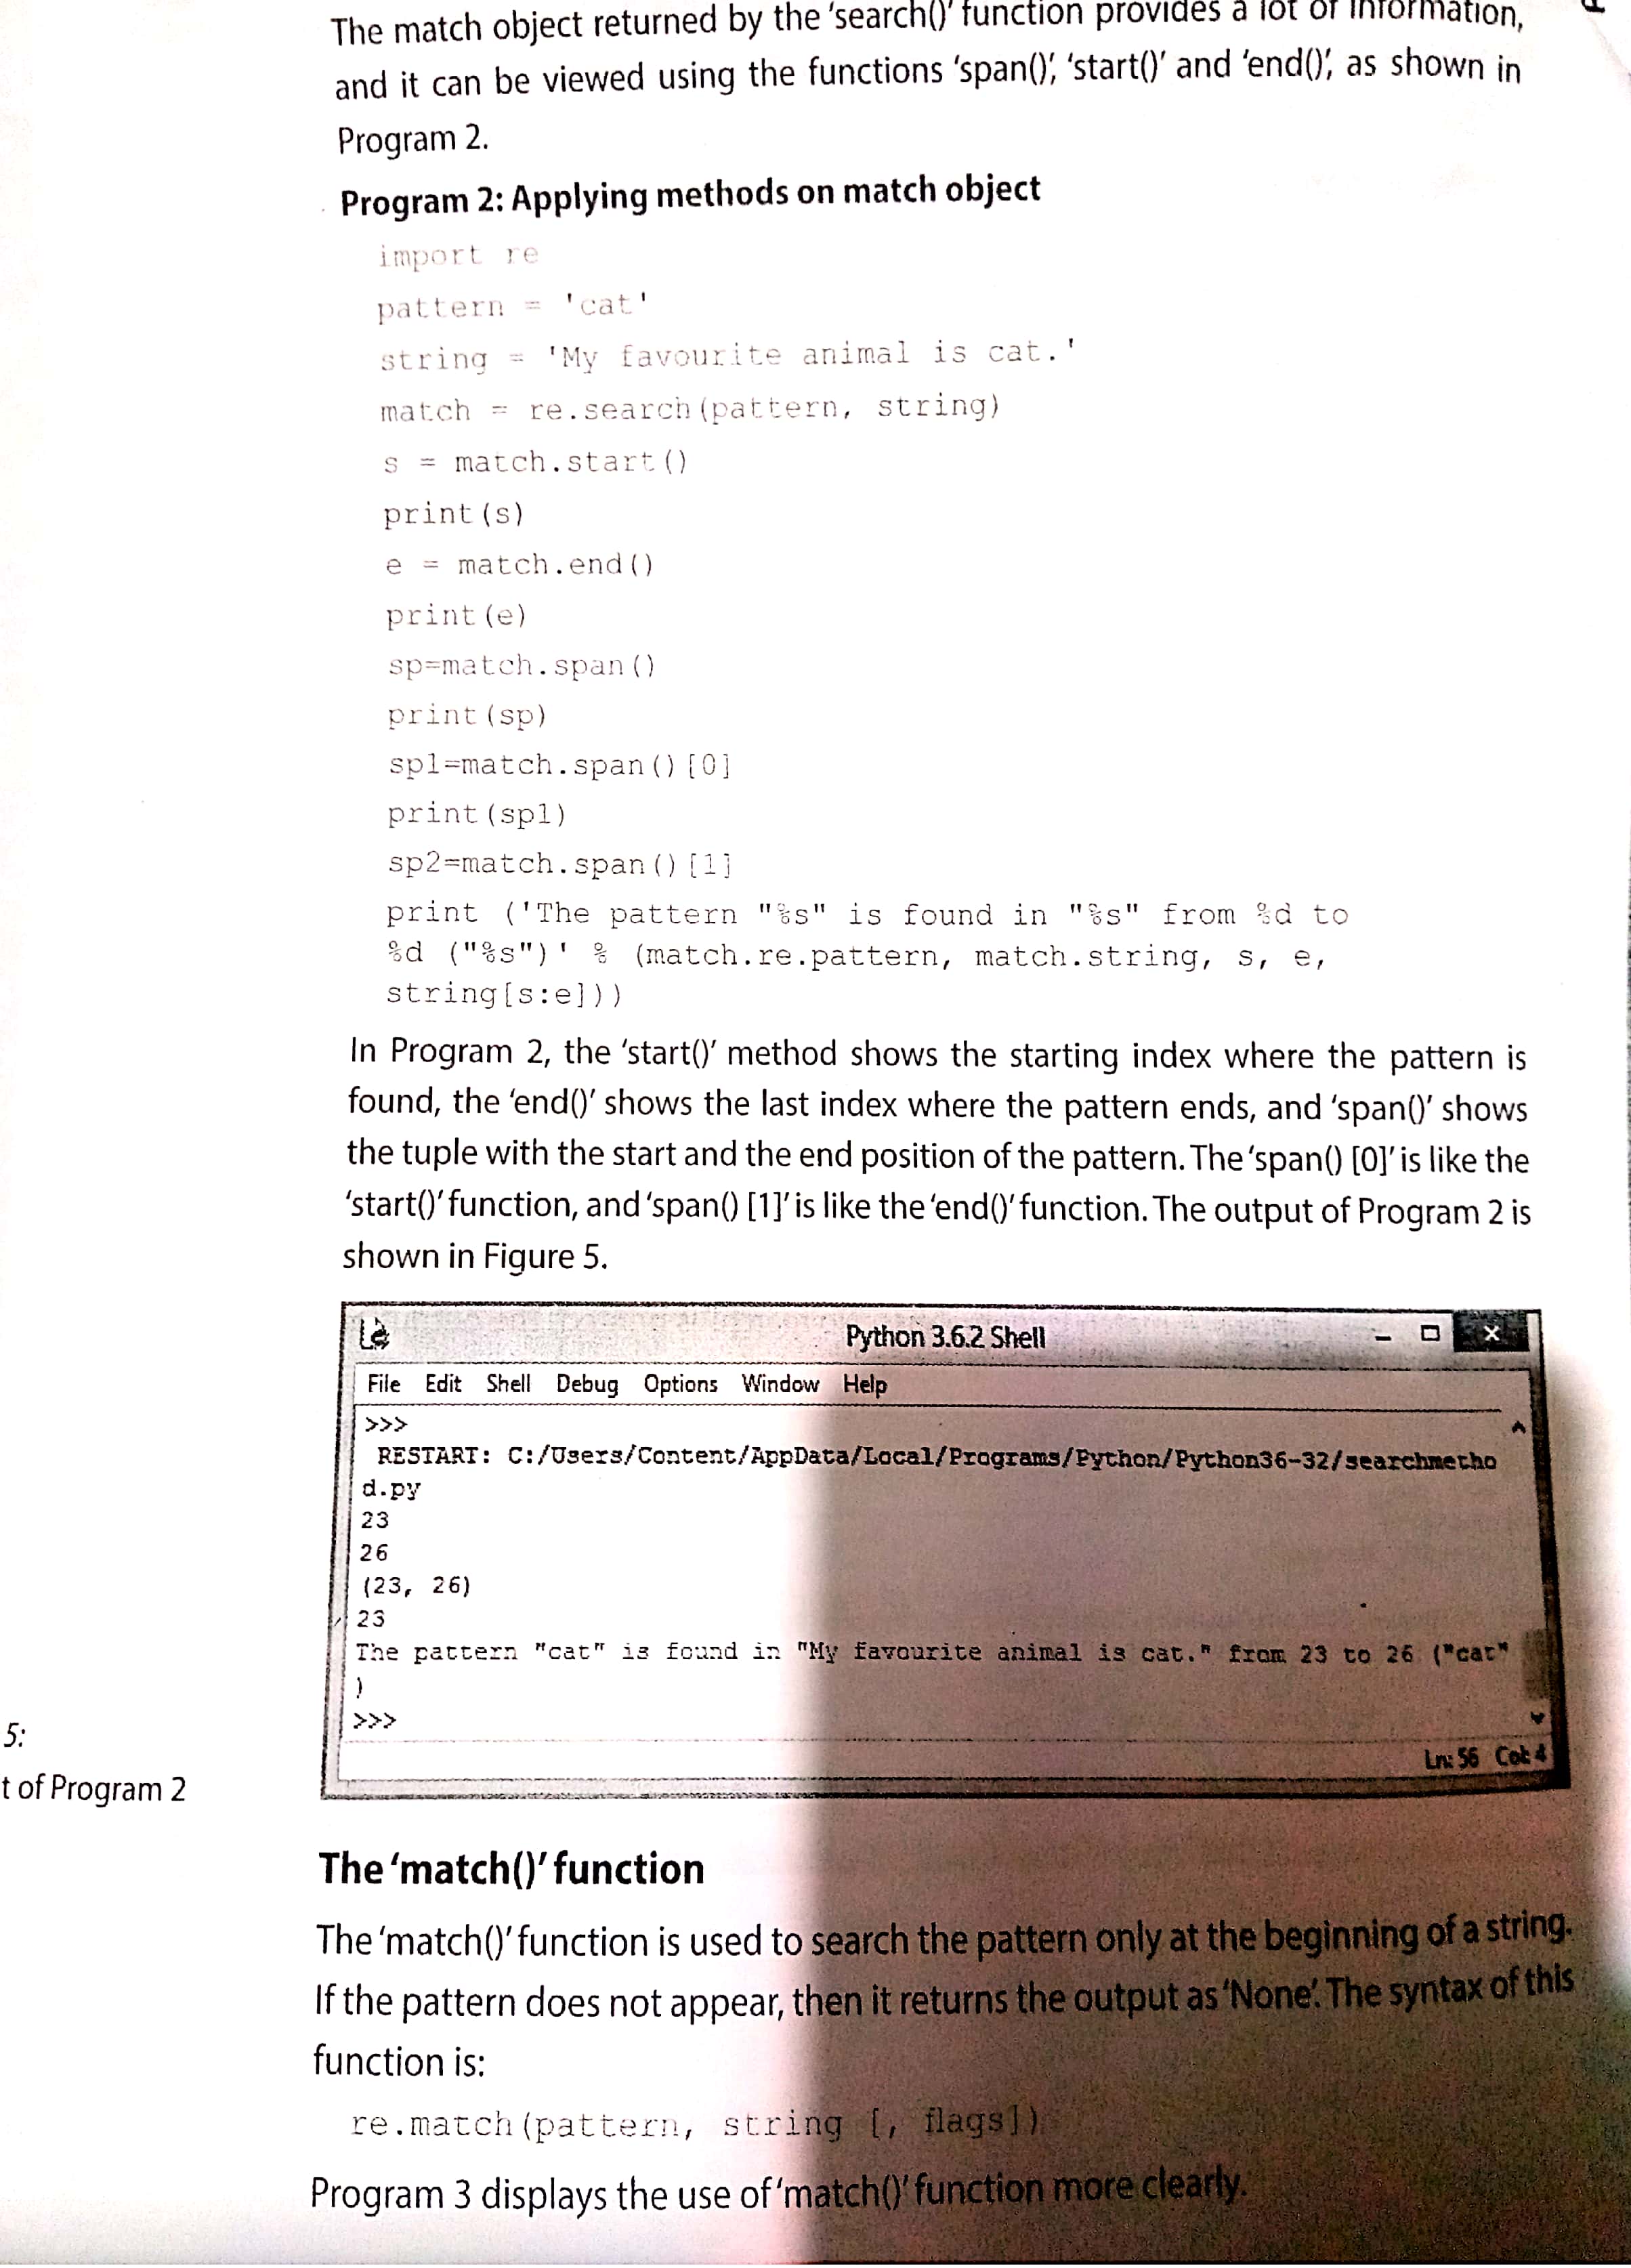 The match object returned by the 'search()' function provides a lot of information,
and it can be viewed using the functions 'span()', 'start()' and 'end()', as shown in
Program 2.
Program 2: Applying methods on match object
import re
pattern = 'cat'
string = 'My favourite animal is cat.'
match = re.search(pattern, string)
s = match.start()
print(s)
e = match.end()
print(e)
sp=match.span()
print(sp)
sp1=match.span()[0]
print(sp1)
sp2=match.span()[1]
print ('The pattern "%s" is found in "%s" from %d to
%d ("%s")' % (match.re.pattern, match.string, s, e,
string[s:e]))
In Program 2, the 'start()' method shows the starting index where the pattern is
found, the 'end()' shows the last index where the pattern ends, and 'span()' shows
the tuple with the start and the end position of the pattern. The 'span() [0]' is like the
'start()' function, and 'span() [1]' is like the 'end()' function. The output of Program 2 is
shown in Figure 5.
Python 3.6.2 Shell
File Edit Shell Debug Options Window Help
>>>
RESTART: C:/Users/Content/AppData/Local/Programs/Python/Python36-32/searchmetho
d.py
23
26
(23, 26)
23
The pattern "cat" is found in "My favourite animal is cat." from 23 to 26 ("cat"
)
>>>
Ln: 56 Col: 4
5:
t of Program 2
The 'match()' function
The 'match()' function is used to search the pattern only at the beginning of a string.
If the pattern does not appear, then it returns the output as 'None'. The syntax of this
function is:
re.match(pattern, string [, flags])
Program 3 displays the use of 'match()' function more clearly.